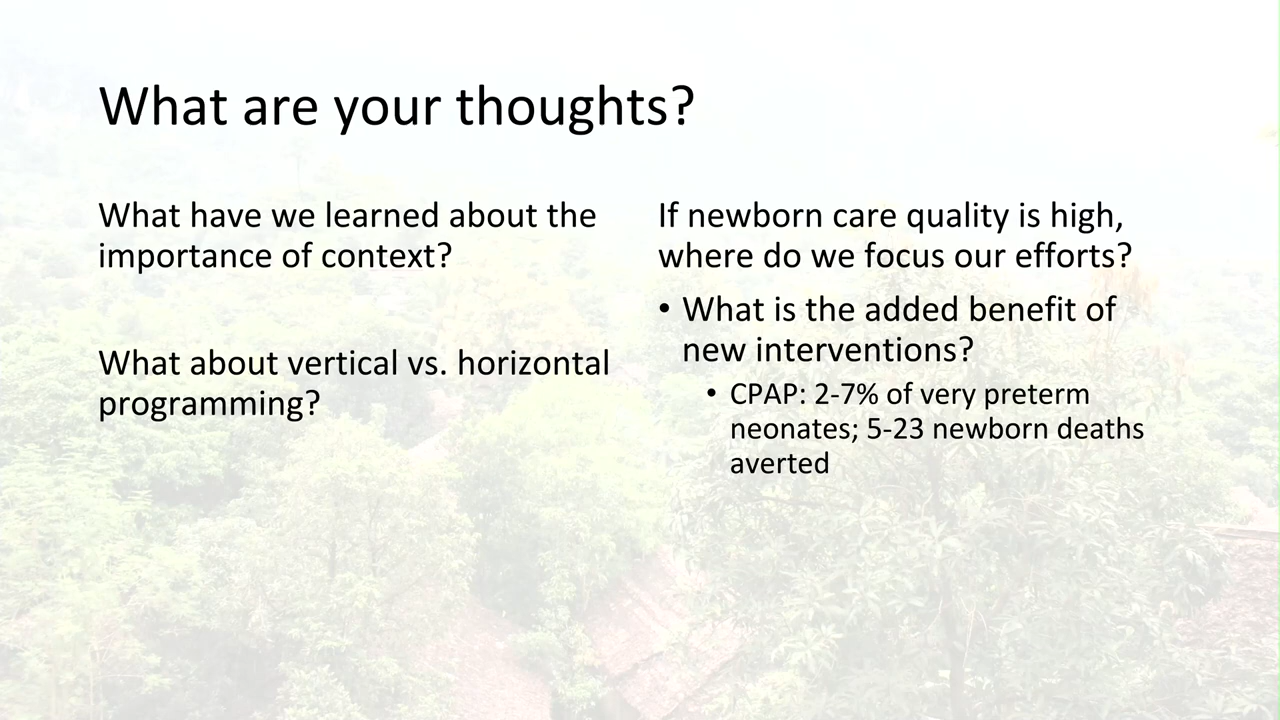 What are your thoughts?
What have we learned about the
importance of context?
What about vertical vs. horizontal
programming?
If newborn care quality is high,
where do we focus our efforts?
• What is the added benefit of
new interventions?
• CPAP: 2-7% of very preterm
neonates; 5-23 newborn deaths
averted